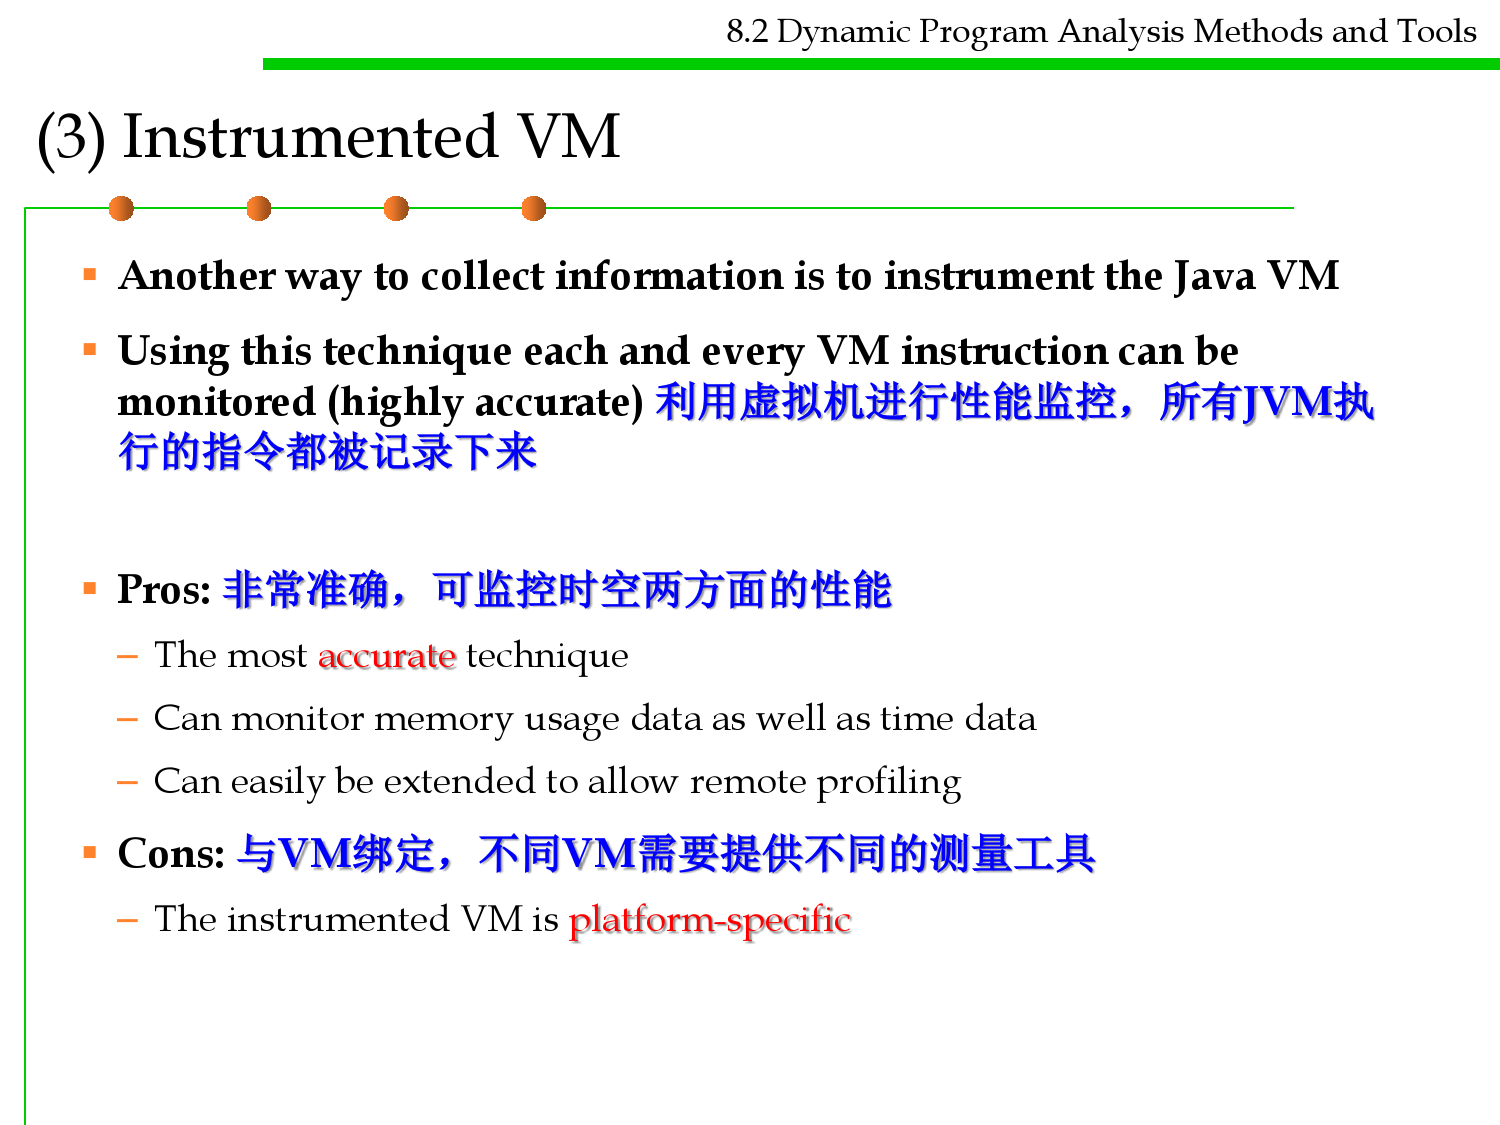 8.2 Dynamic Program Analysis Methods and Tools
(3) Instrumented VM
▪ Another way to collect information is to instrument the Java VM
▪ Using this technique each and every VM instruction can be
monitored (highly accurate) 利用虚拟机进行性能监控，所有JVM执
行的指令都被记录下来
▪ Pros: 非常准确，可监控时空两方面的性能
– The most accurate technique
– Can monitor memory usage data as well as time data
– Can easily be extended to allow remote profiling
▪ Cons: 与VM绑定，不同VM需要提供不同的测量工具
– The instrumented VM is platform-specific